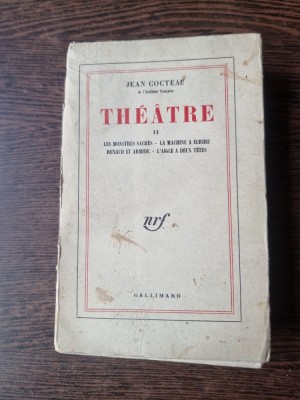 JEAN COCTEAU
de l'Académie française
THÉÂTRE
II
LES MONSTRES SACRÉS - LA MACHINE A ÉCRIRE
RENAUD ET ARMIDE - L'AIGLE A DEUX TÊTES
nrf
GALLIMARD